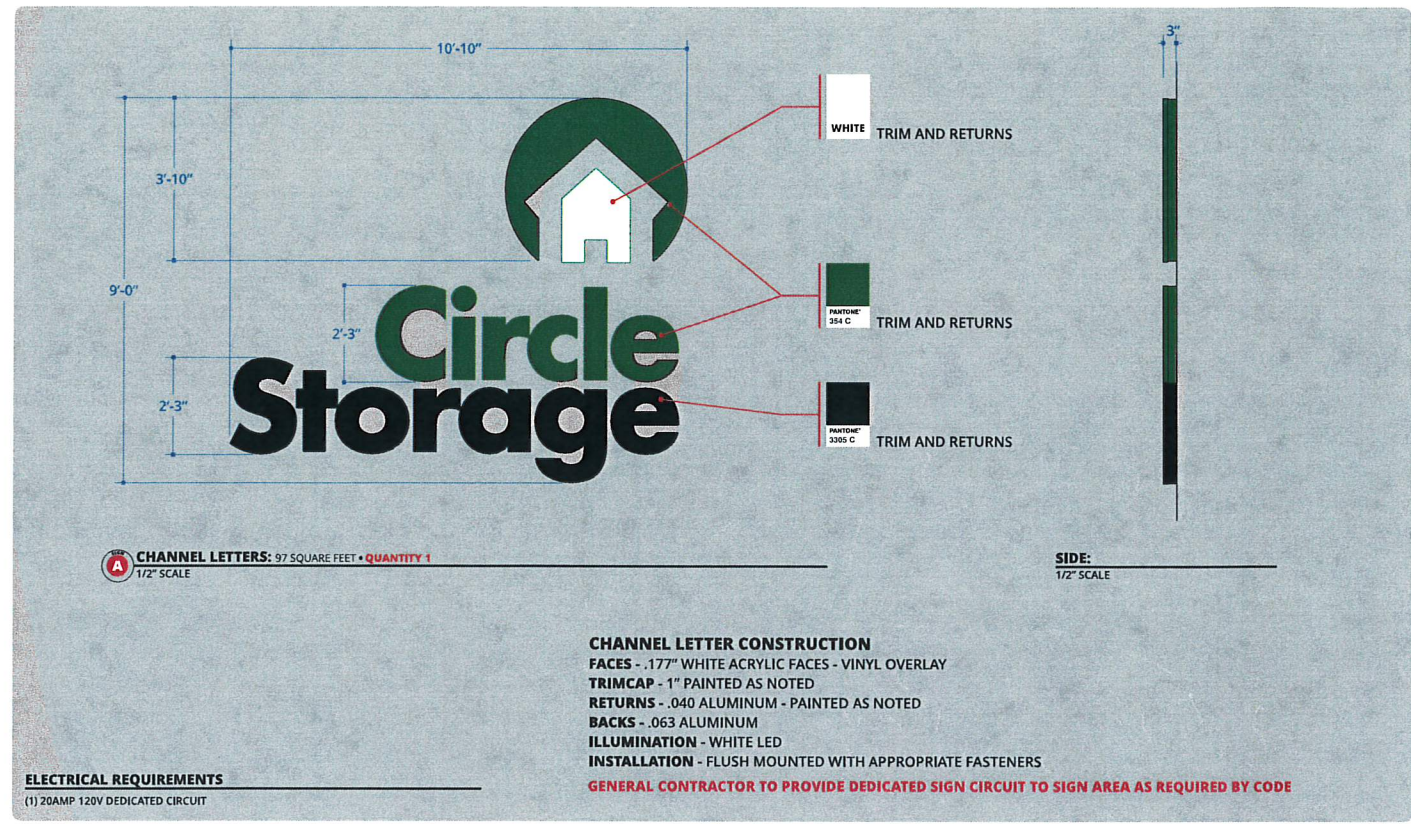 10'-10"
3"
WHITE
TRIM AND RETURNS
3'-10"
9'-0"
Circle
2'-3"
PANTONE®
354 C
TRIM AND RETURNS
Storage
2'-3"
PANTONE®
3305 C
TRIM AND RETURNS
SIGN
A
CHANNEL LETTERS: 97 SQUARE FEET • QUANTITY 1
1/2" SCALE
SIDE:
1/2" SCALE
CHANNEL LETTER CONSTRUCTION
FACES - .177" WHITE ACRYLIC FACES - VINYL OVERLAY
TRIMCAP - 1" PAINTED AS NOTED
RETURNS - .040 ALUMINUM - PAINTED AS NOTED
BACKS - .063 ALUMINUM
ILLUMINATION - WHITE LED
INSTALLATION - FLUSH MOUNTED WITH APPROPRIATE FASTENERS
GENERAL CONTRACTOR TO PROVIDE DEDICATED SIGN CIRCUIT TO SIGN AREA AS REQUIRED BY CODE
ELECTRICAL REQUIREMENTS
(1) 20AMP 120V DEDICATED CIRCUIT